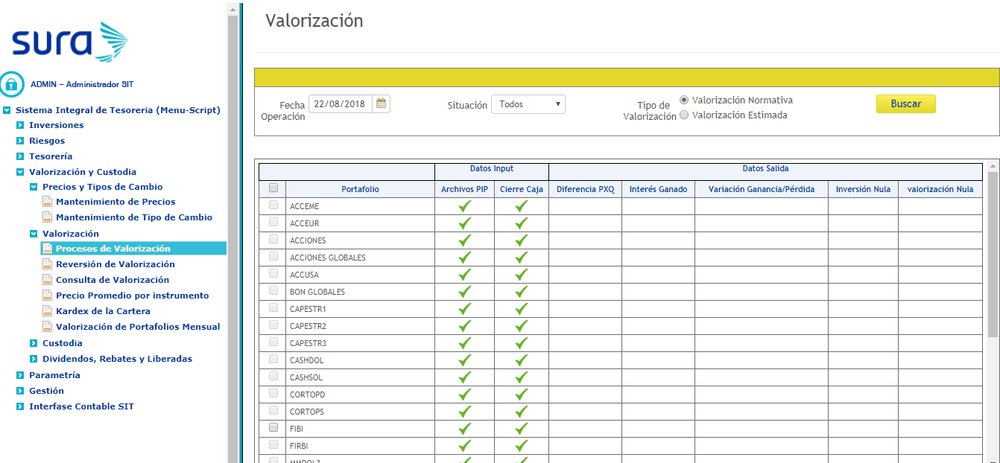 sura
ADMIN – Administrador SIT
Sistema Integral de Tesoreria (Menu-Script)
Inversiones
Riesgos
Tesorería
Valorización y Custodia
Precios y Tipos de Cambio
Mantenimiento de Precios
Mantenimiento de Tipo de Cambio
Valorización
Procesos de Valorización
Reversión de Valorización
Consulta de Valorización
Precio Promedio por instrumento
Kardex de la Cartera
Valorización de Portafolios Mensual
Custodia
Dividendos, Rebates y Liberadas
Parametría
Gestión
Interfase Contable SIT
Valorización
Fecha Operación 22/08/2018
Situación Todos
Tipo de Valorización
Valorización Normativa
Valorización Estimada
Buscar
Datos Input Datos Salida
Portafolio Archivos PIP Cierre Caja Diferencia PXQ Interés Ganado Variación Ganancia/Pérdida Inversión Nula valorización Nula
ACCEME
ACCEUR
ACCIONES
ACCIONES GLOBALES
ACCUSA
BON GLOBALES
CAPESTR1
CAPESTR2
CAPESTR3
CASHDOL
CASHSOL
CORTOPD
CORTOPS
FIBI
FIRBI